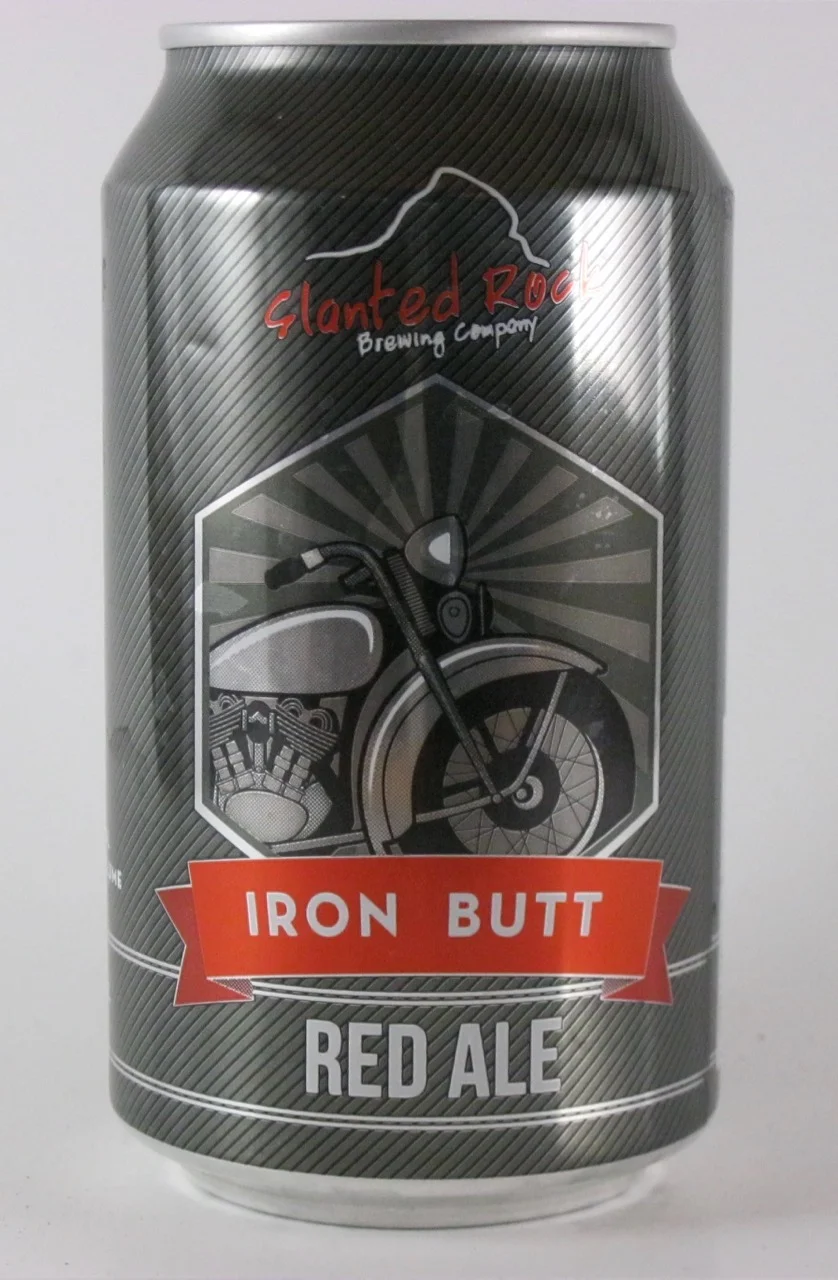 Slanted Rock
Brewing Company
IRON BUTT
RED ALE